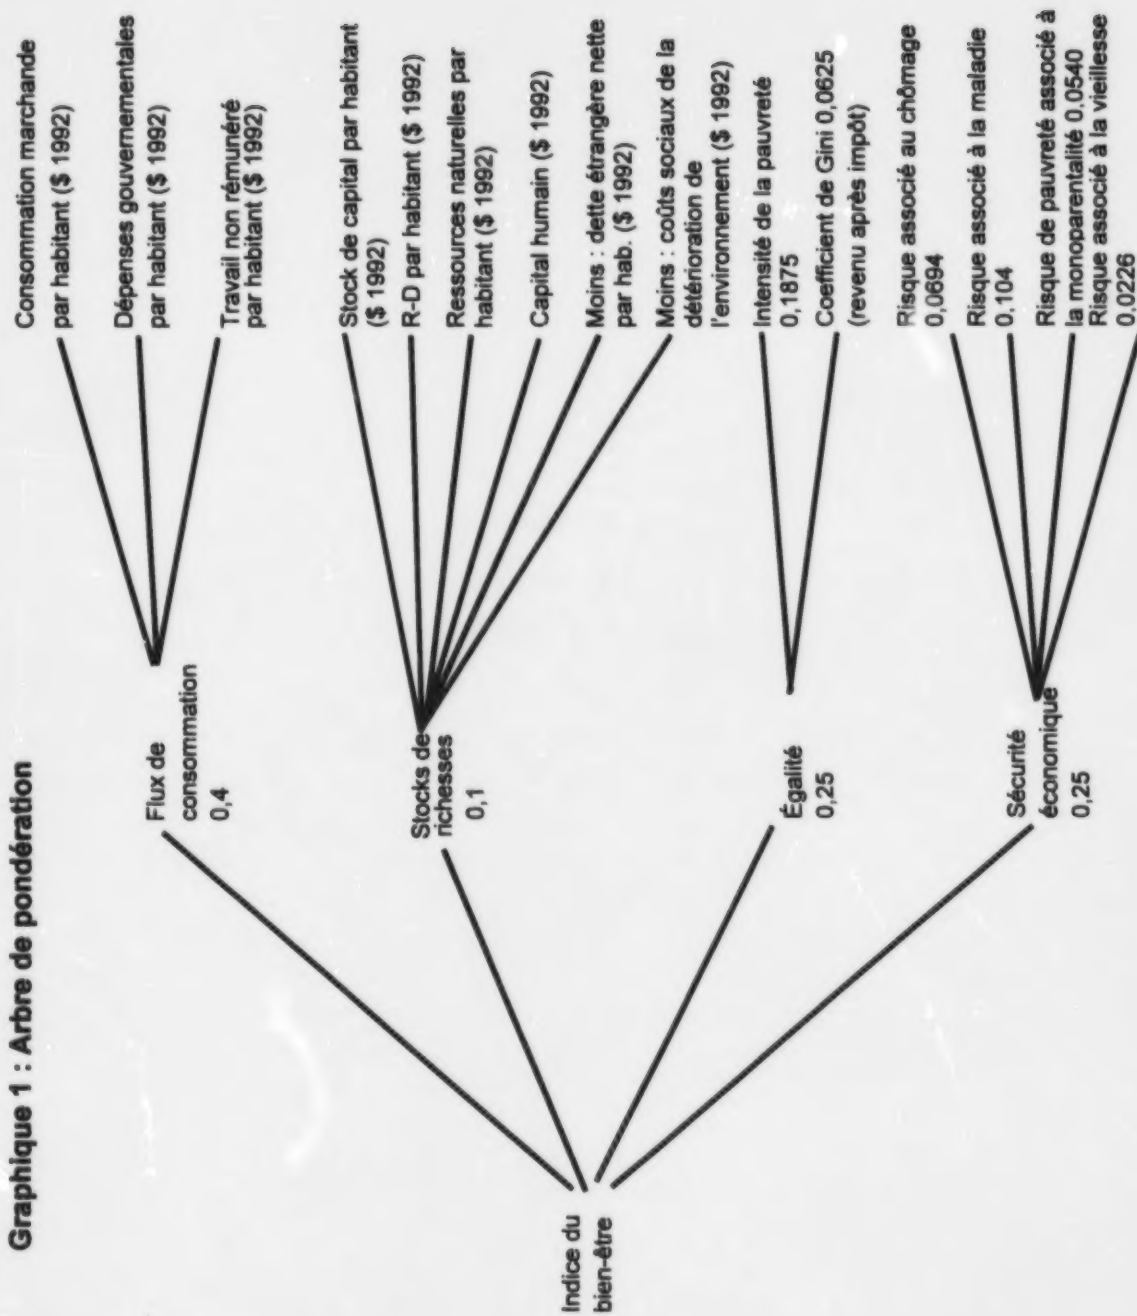 Graphique 1 : Arbre de pondération
Indice du
bien-être
Flux de
consommation
0,4
Consommation marchande
par habitant ($ 1992)
Dépenses gouvernementales
par habitant ($ 1992)
Travail non rémunéré
par habitant ($ 1992)
Stocks de
richesses
0,1
Stock de capital par habitant
($ 1992)
R-D par habitant ($ 1992)
Ressources naturelles par
habitant ($ 1992)
Capital humain ($ 1992)
Moins : dette étrangère nette
par hab. ($ 1992)
Moins : coûts sociaux de la
détérioration de
l'environnement ($ 1992)
Égalité
0,25
Intensité de la pauvreté
0,1875
Coefficient de Gini 0,0625
(revenu après impôt)
Sécurité
économique
0,25
Risque associé au chômage
0,0694
Risque associé à la maladie
0,104
Risque de pauvreté associé à
la monoparentalité 0,0540
Risque associé à la vieillesse
0,0226